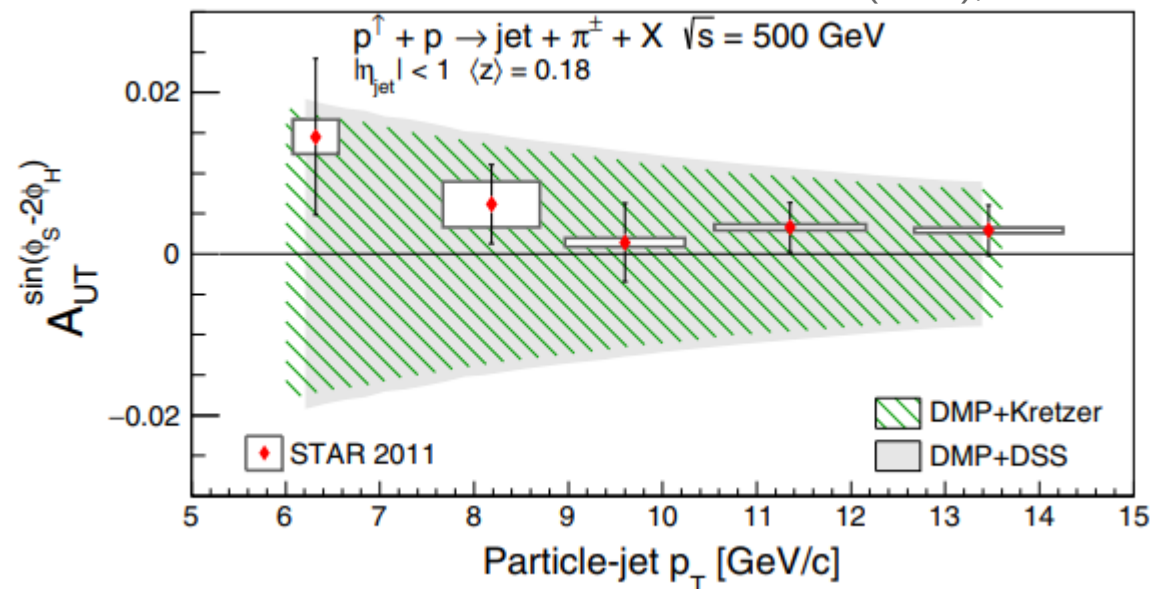 p↑ + p → jet + π± + X √s = 500 GeV
|η_jet| < 1 ⟨z⟩ = 0.18
A_UT^sin(ϕ_S -2ϕ_H)
0.02
0
−0.02
STAR 2011
DMP+Kretzer
DMP+DSS
5 6 7 8 9 10 11 12 13 14 15
Particle-jet p_T [GeV/c]